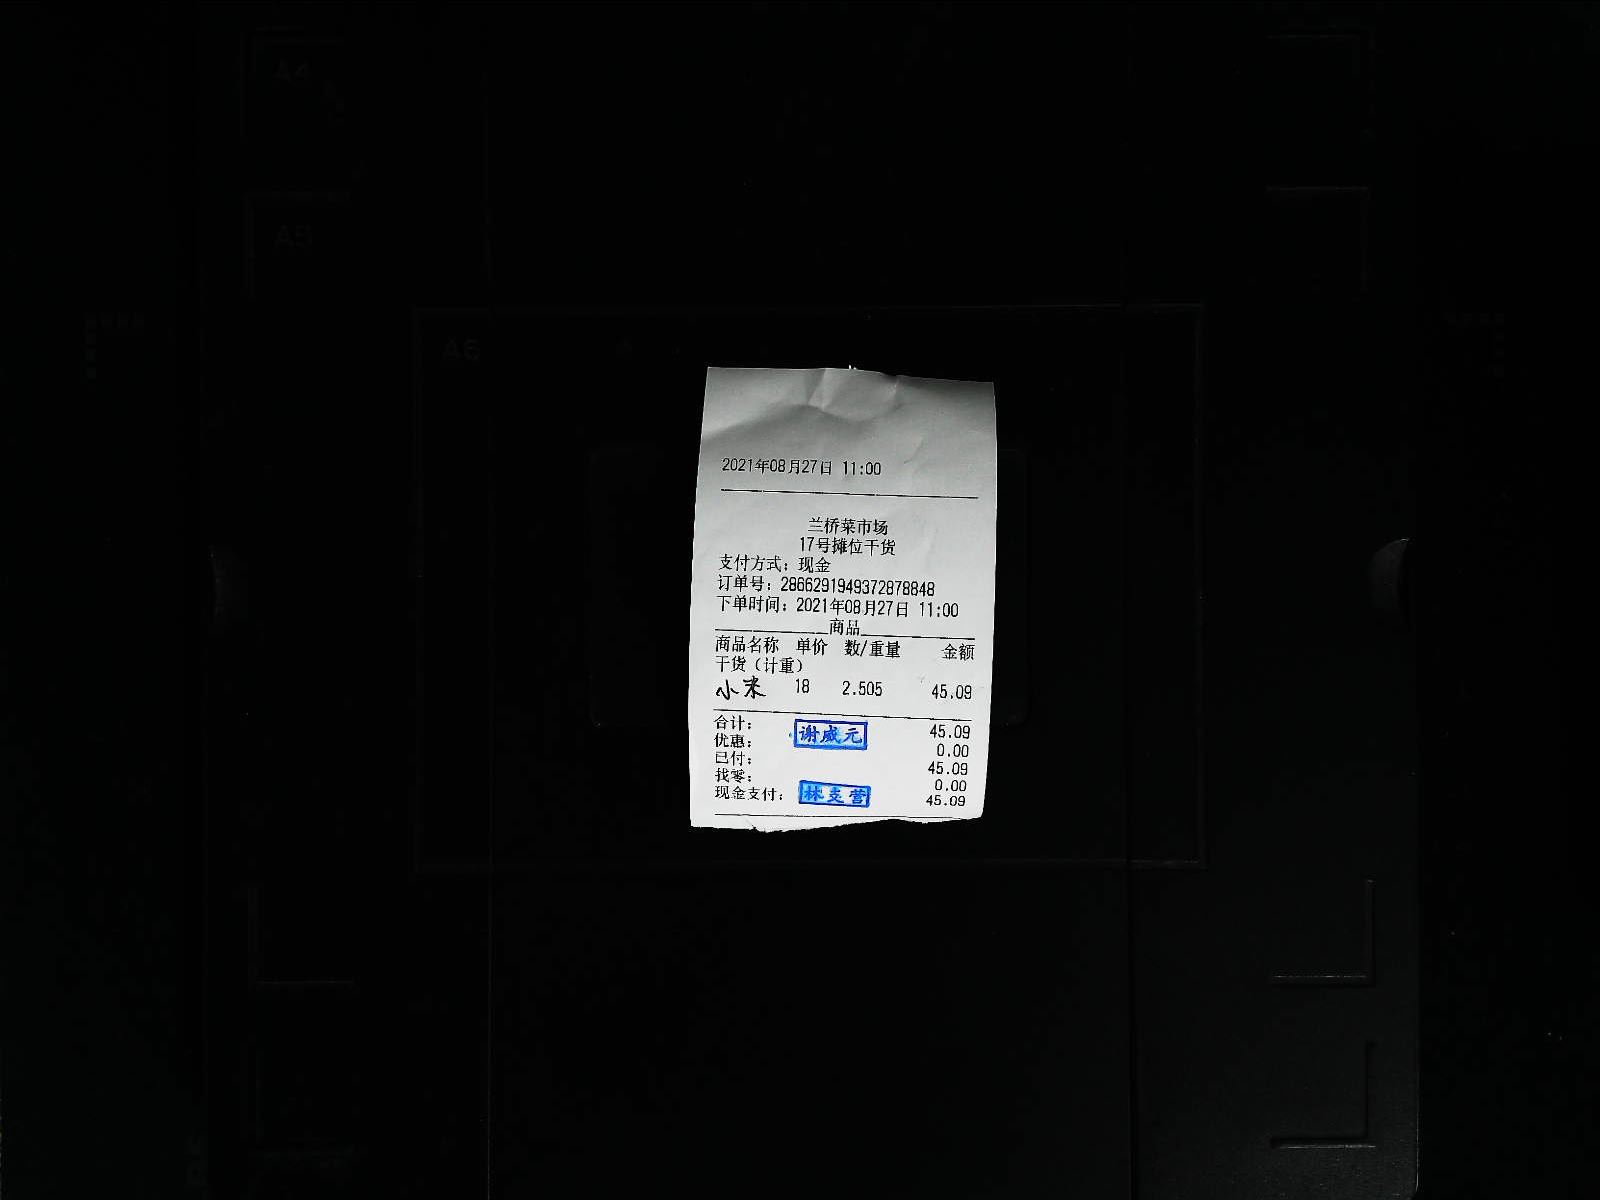 A4
A5
A6
2021年08月27日 11:00
兰桥菜市场
17号摊位干货
支付方式：现金
订单号：2866291949372878848
下单时间：2021年08月27日 11:00
商品
商品名称 单价 数/重量 金额
干货（计重）
小米 18 2.505 45.09
合计： 45.09
谢威元
优惠： 0.00
已付： 45.09
找零： 0.00
现金支付： 45.09